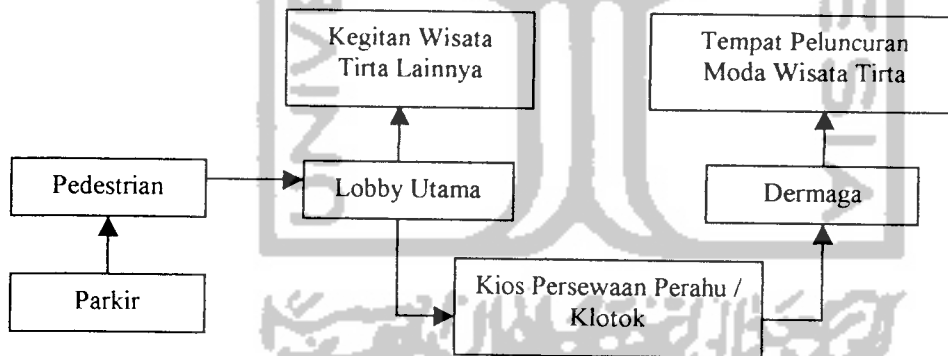 Kegitan Wisata
Tirta Lainnya
Tempat Peluncuran
Moda Wisata Tirta
Pedestrian
Lobby Utama
Dermaga
Parkir
Kios Persewaan Perahu /
Klotok